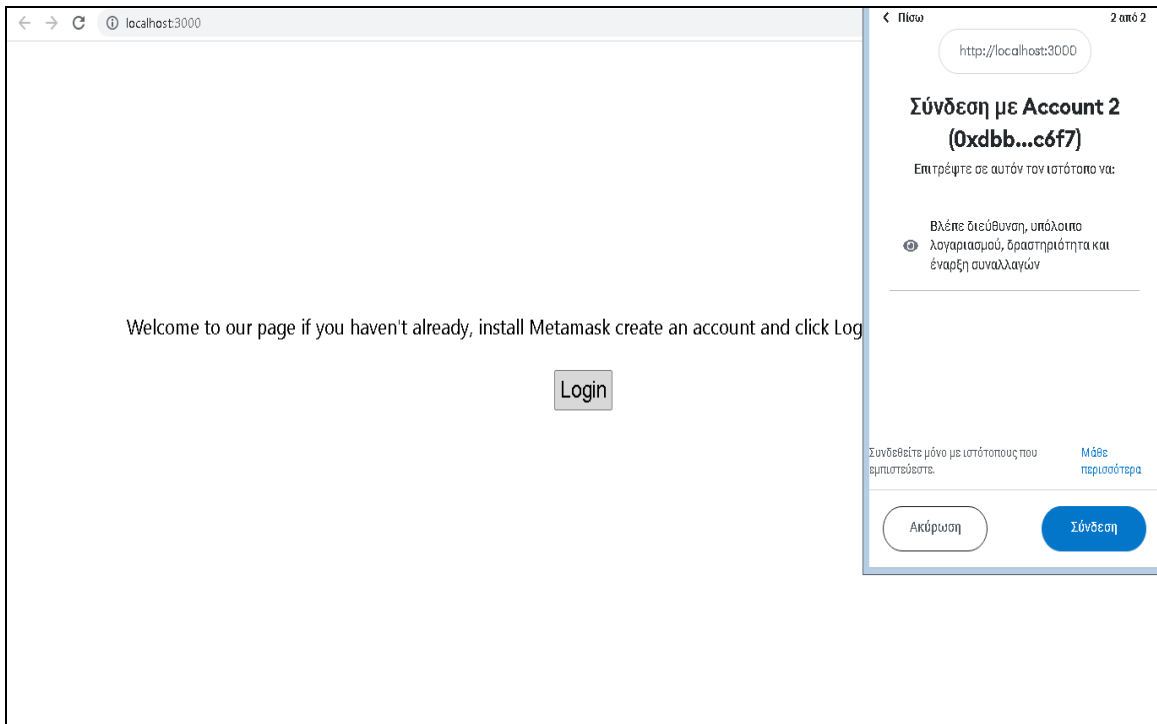 localhost:3000
Welcome to our page if you haven't already, install Metamask create an account and click Log
Login
Πίσω
2 από 2
http://localhost:3000
Σύνδεση με Account 2
(0xdbb...c6f7)
Επιτρέψτε σε αυτόν τον ιστότοπο να:
Βλέπε διεύθυνση, υπόλοιπο
λογαριασμού, δραστηριότητα και
έναρξη συναλλαγών
Συνδεθείτε μόνο με ιστότοπους που
εμπιστεύεστε.
Μάθε
περισσότερα
Ακύρωση
Σύνδεση